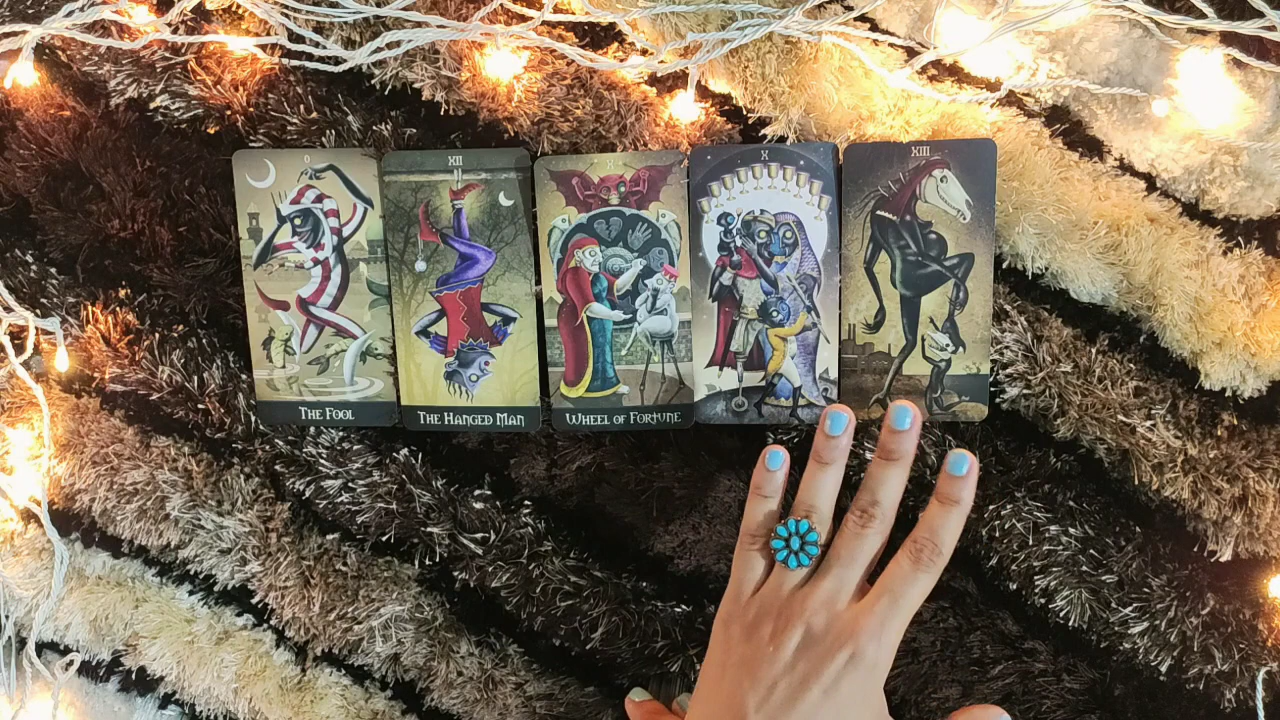 0
THE FOOL
XII
THE HANGED MAN
X
WHEEL OF FORTUNE
X
XIII